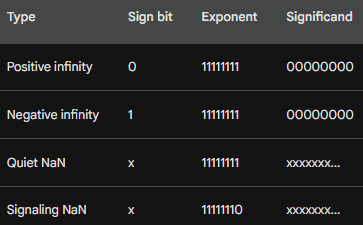 Type Sign bit Exponent Significand
Positive infinity 0 11111111 00000000
Negative infinity 1 11111111 00000000
Quiet NaN x 11111111 xxxxxxx...
Signaling NaN x 11111110 xxxxxxx...